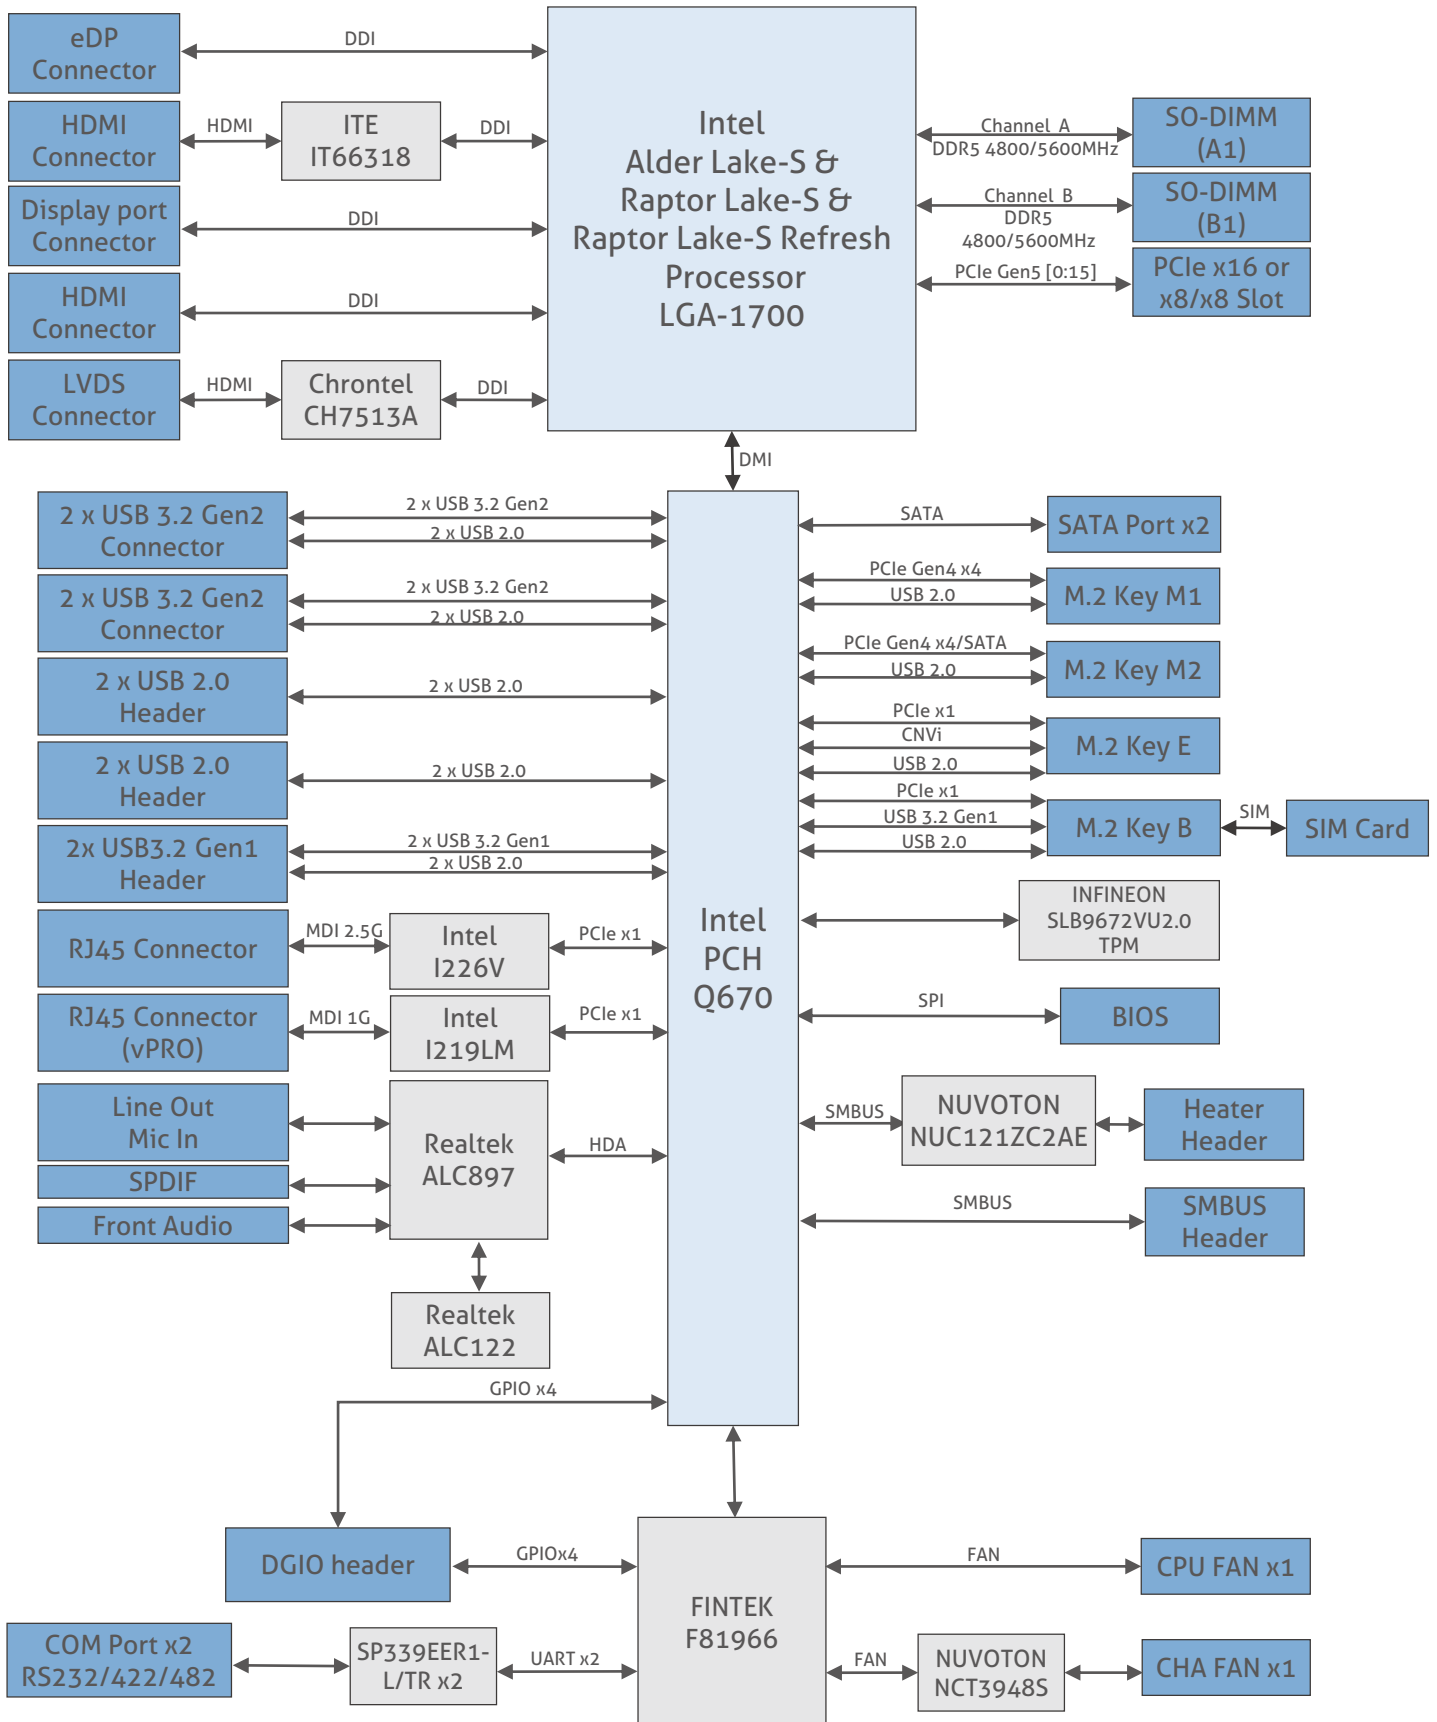 eDP
Connector
DDI
HDMI
Connector
HDMI
ITE
IT66318
DDI
Display port
Connector
DDI
HDMI
Connector
DDI
LVDS
Connector
HDMI
Chrontel
CH7513A
DDI
Intel
Alder Lake-S &
Raptor Lake-S &
Raptor Lake-S Refresh
Processor
LGA-1700
Channel A
DDR5 4800/5600MHz
SO-DIMM
(A1)
Channel B
DDR5
4800/5600MHz
SO-DIMM
(B1)
PCIe Gen5 [0:15]
PCIe x16 or
x8/x8 Slot
DMI
2 x USB 3.2 Gen2
Connector
2 x USB 3.2 Gen2
2 x USB 2.0
2 x USB 3.2 Gen2
Connector
2 x USB 3.2 Gen2
2 x USB 2.0
2 x USB 2.0
Header
2 x USB 2.0
2 x USB 2.0
Header
2 x USB 2.0
2x USB3.2 Gen1
Header
2 x USB 3.2 Gen1
2 x USB 2.0
RJ45 Connector
MDI 2.5G
Intel
I226V
PCIe x1
RJ45 Connector
(vPRO)
MDI 1G
Intel
I219LM
PCIe x1
Line Out
Mic In
SPDIF
Front Audio
Realtek
ALC897
HDA
Realtek
ALC122
Intel
PCH
Q670
SATA
SATA Port x2
PCIe Gen4 x4
USB 2.0
M.2 Key M1
PCIe Gen4 x4/SATA
USB 2.0
M.2 Key M2
PCIe x1
CNVi
USB 2.0
M.2 Key E
PCIe x1
USB 3.2 Gen1
USB 2.0
M.2 Key B
SIM
SIM Card
INFINEON
SLB9672VU2.0
TPM
SPI
BIOS
SMBUS
NUVOTON
NUC121ZC2AE
Heater
Header
SMBUS
SMBUS
Header
GPIO x4
DGIO header
GPIOx4
FINTEK
F81966
FAN
CPU FAN x1
COM Port x2
RS232/422/482
SP339EER1-
L/TR x2
UART x2
FAN
NUVOTON
NCT3948S
CHA FAN x1